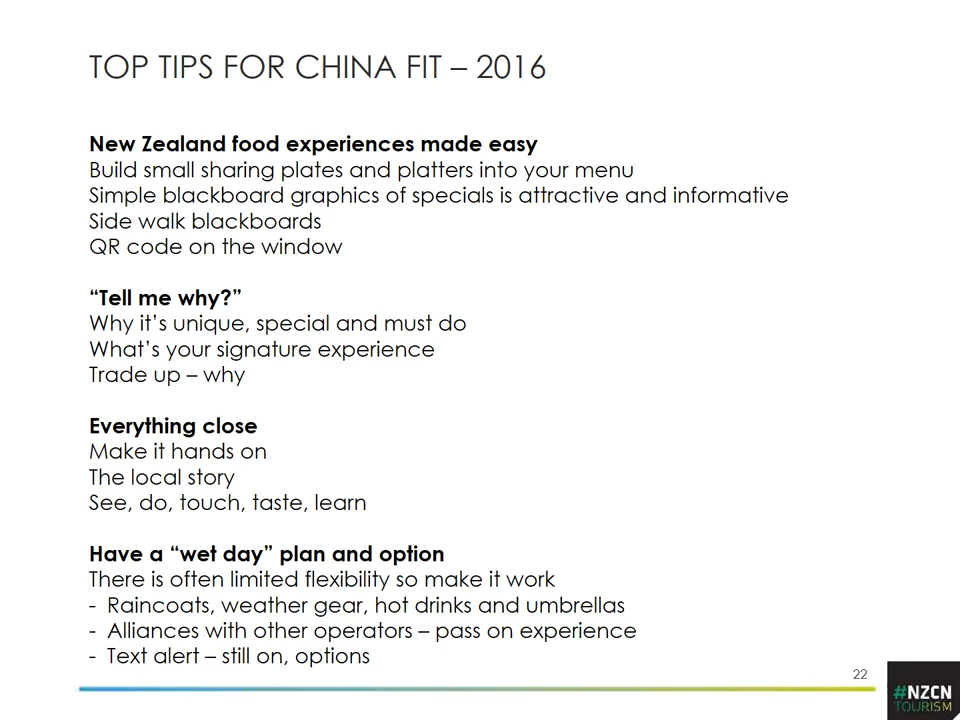 TOP TIPS FOR CHINA FIT – 2016
New Zealand food experiences made easy
Build small sharing plates and platters into your menu
Simple blackboard graphics of specials is attractive and informative
Side walk blackboards
QR code on the window
“Tell me why?”
Why it’s unique, special and must do
What’s your signature experience
Trade up – why
Everything close
Make it hands on
The local story
See, do, touch, taste, learn
Have a “wet day” plan and option
There is often limited flexibility so make it work
- Raincoats, weather gear, hot drinks and umbrellas
- Alliances with other operators – pass on experience
- Text alert – still on, options
22
#NZCN
TOURISM